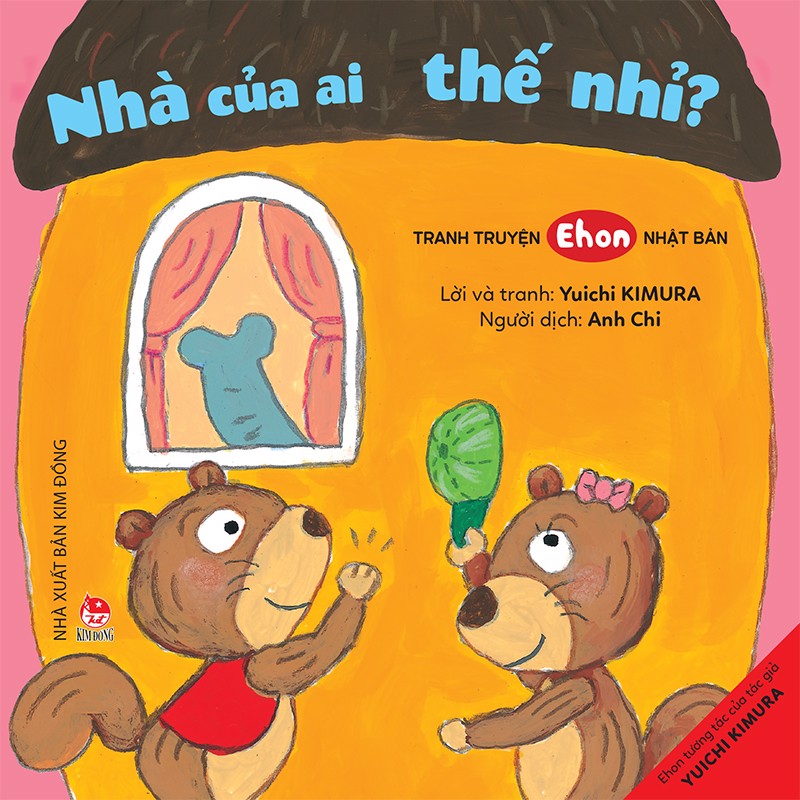 Nhà của ai thế nhỉ?
TRANH TRUYỆN Ehon NHẬT BẢN
Lời và tranh: Yuichi KIMURA
Người dịch: Anh Chi
NHÀ XUẤT BẢN KIM ĐỒNG
KIM ĐỒNG
Ehon tương tác của tác giả
YUICHI KIMURA